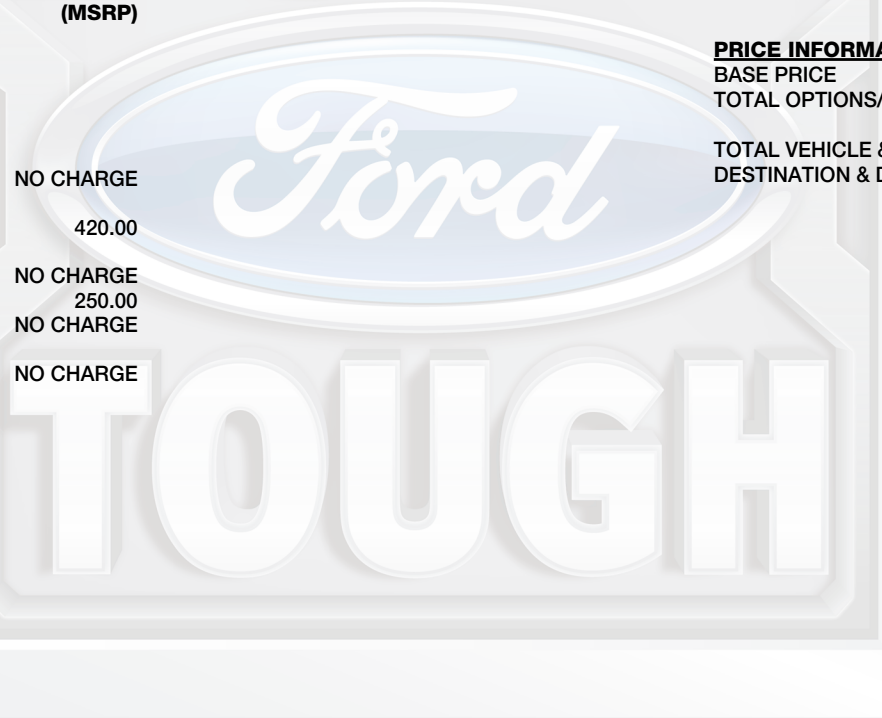 (MSRP)
NO CHARGE
420.00
NO CHARGE
250.00
NO CHARGE
NO CHARGE
PRICE INFORMA
BASE PRICE
TOTAL OPTIONS/
TOTAL VEHICLE &
DESTINATION & D
Ford
TOUGH